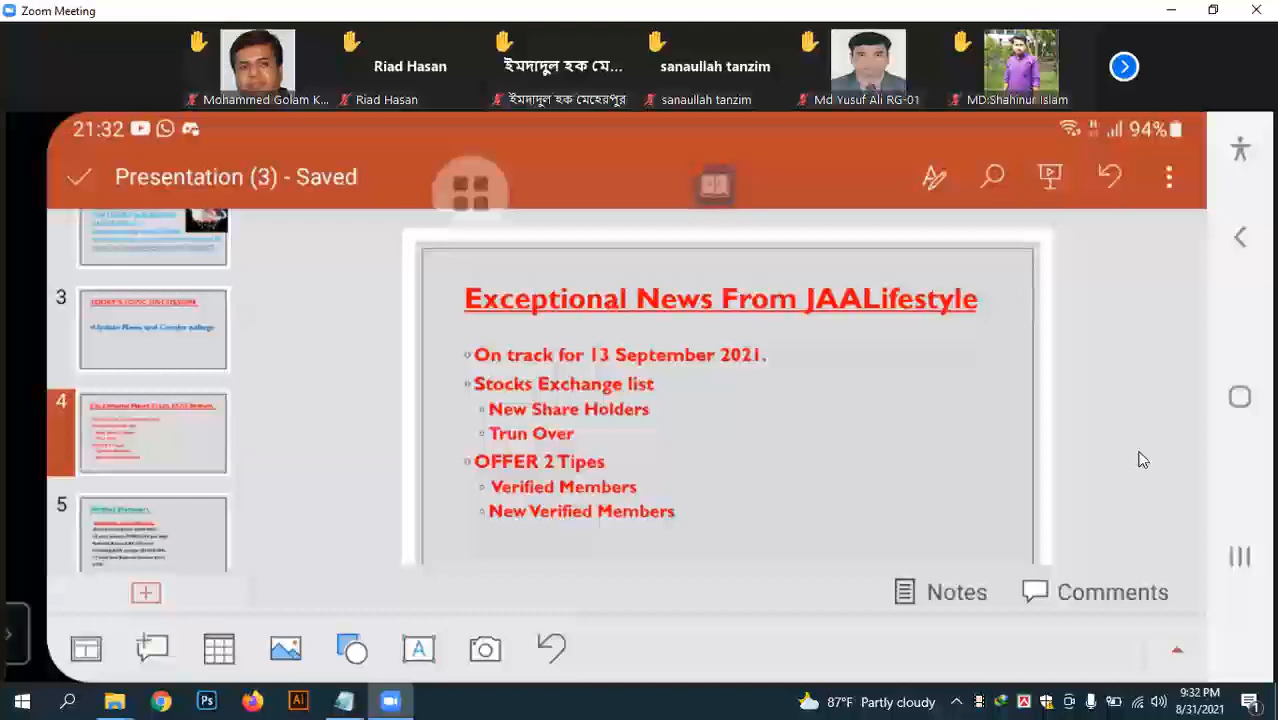 Zoom Meeting
Riad Hasan
ইমদাদুল হক মে...
sanaullah tanzim
Mohammed Golam K...
Riad Hasan
ইমদাদুল হক মেহেরপুর
sanaullah tanzim
Md Yusuf Ali RG-01
MD:Shahinur Islam
21:32
94%
Presentation (3) - Saved
3
4
5
Exceptional News From JAALifestyle
On track for 13 September 2021.
Stocks Exchange list
New Share Holders
Trun Over
OFFER 2 Tipes
Verified Members
New Verified Members
Notes
Comments
87°F Partly cloudy
9:32 PM
8/31/2021